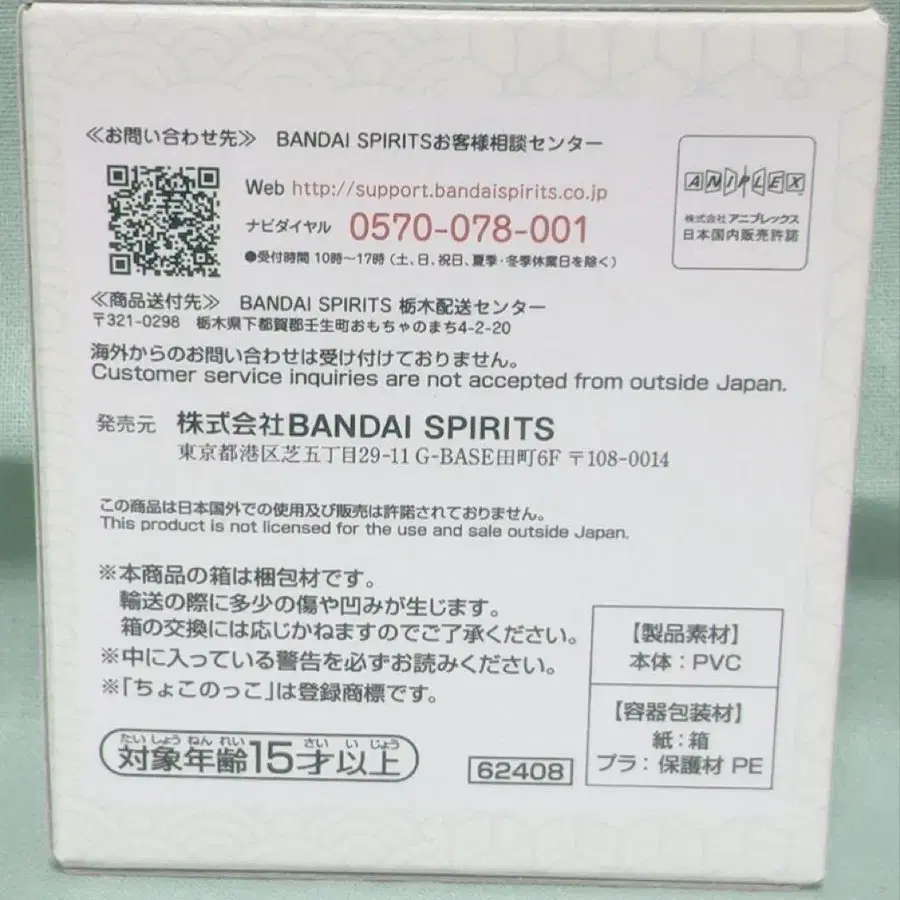 ≪お問い合わせ先≫ BANDAI SPIRITSお客様相談センター
Web http://support.bandaispirits.co.jp
ナビダイヤル 0570-078-001
●受付時間 10時～17時（土、日、祝日、夏季・冬季休業日を除く）
ANIPLEX
株式会社アニプレックス
日本国内販売許諾
≪商品送付先≫ BANDAI SPIRITS 栃木配送センター
〒321-0298 栃木県下都賀郡壬生町おもちゃのまち4-2-20
海外からのお問い合わせは受け付けておりません。
Customer service inquiries are not accepted from outside Japan.
発売元 株式会社BANDAI SPIRITS
東京都港区芝五丁目29-11 G-BASE田町6F 〒108-0014
この商品は日本国外での使用及び販売は許諾されておりません。
This product is not licensed for the use and sale outside Japan.
※本商品の箱は梱包材です。
輸送の際に多少の傷や凹みが生じます。
箱の交換には応じかねますのでご了承ください。
※中に入っている警告を必ずお読みください。
※「ちょこのっこ」は登録商標です。
たいしょうねんれい さいいじょう
対象年齢15才以上
62408
【製品素材】
本体：PVC
【容器包装材】
紙：箱
プラ：保護材 PE